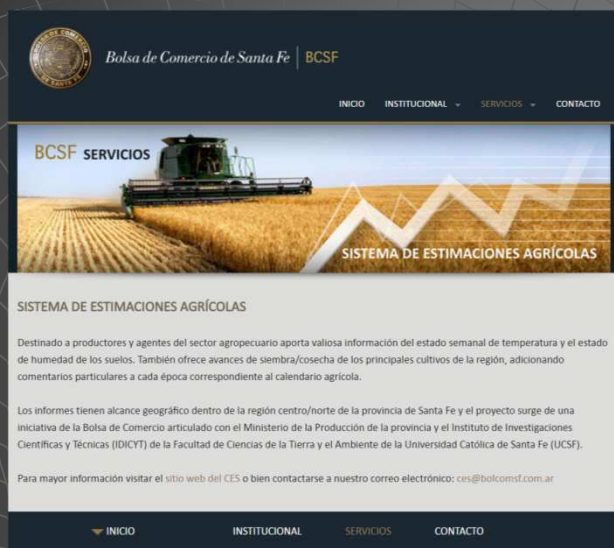 BOLSA DE COMERCIO
DE SANTA FE
Bolsa de Comercio de Santa Fe | BCSF
INICIO INSTITUCIONAL SERVICIOS CONTACTO
BCSF SERVICIOS
SISTEMA DE ESTIMACIONES AGRÍCOLAS
SISTEMA DE ESTIMACIONES AGRÍCOLAS
Destinado a productores y agentes del sector agropecuario aporta valiosa información del estado semanal de temperatura y el estado
de humedad de los suelos. También ofrece avances de siembra/cosecha de los principales cultivos de la región, adicionando
comentarios particulares a cada época correspondiente al calendario agrícola.
Los informes tienen alcance geográfico dentro de la región centro/norte de la provincia de Santa Fe y el proyecto surge de una
iniciativa de la Bolsa de Comercio articulado con el Ministerio de la Producción de la provincia y el Instituto de Investigaciones
Científicas y Técnicas (IDICYT) de la Facultad de Ciencias de la Tierra y el Ambiente de la Universidad Católica de Santa Fe (UCSF).
Para mayor información visitar el sitio web del CES o bien contactarse a nuestro correo electrónico: ces@bolcomsf.com.ar
INICIO INSTITUCIONAL SERVICIOS CONTACTO